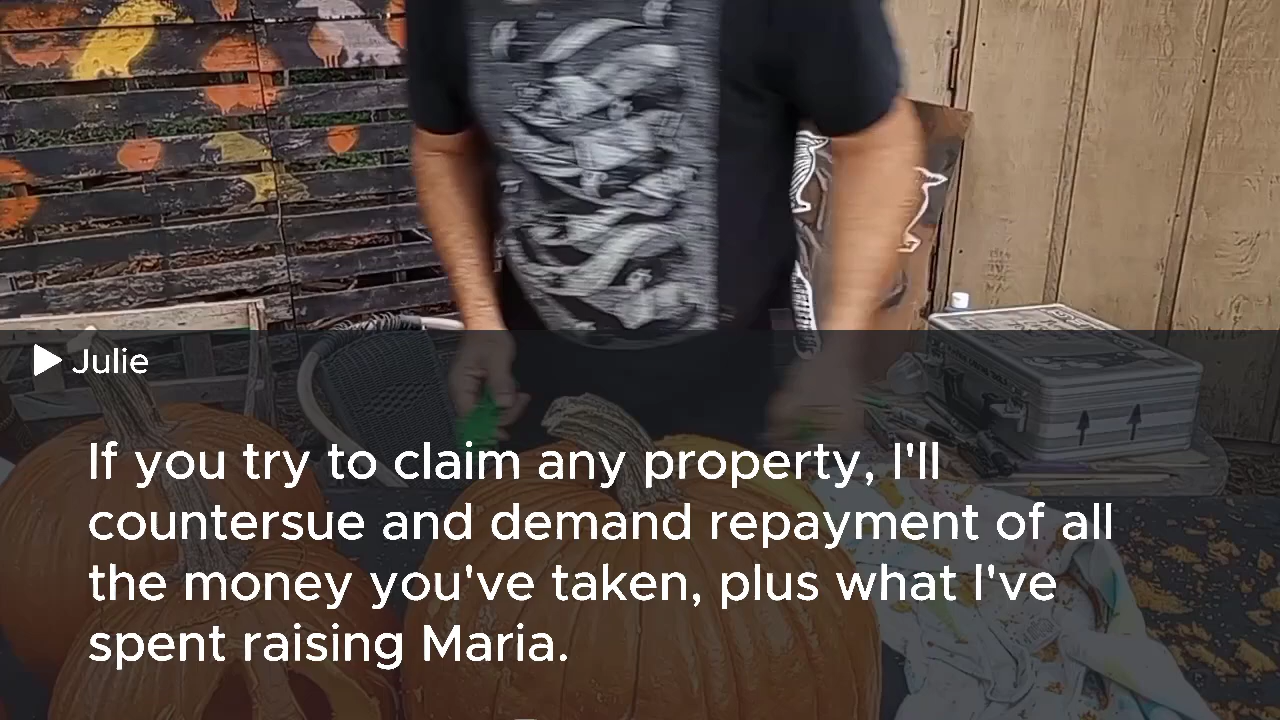 Julie
If you try to claim any property, I'll
countersue and demand repayment of all
the money you've taken, plus what I've
spent raising Maria.